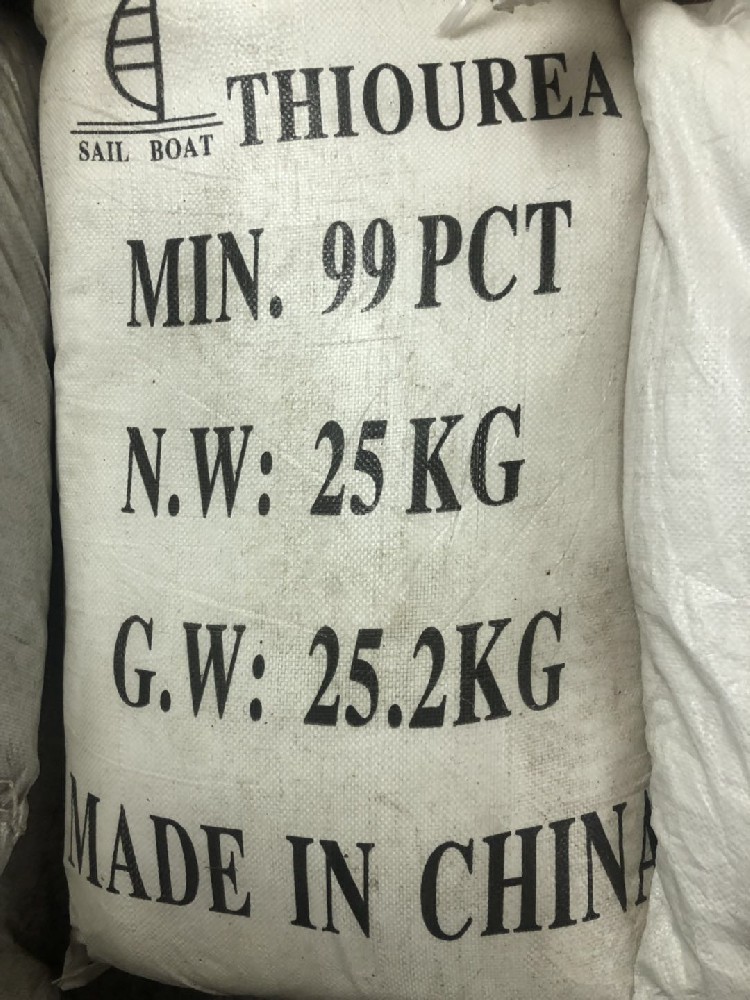 THIOUREA
SAIL BOAT
MIN. 99 PCT
N.W: 25 KG
G.W: 25.2KG
MADE IN CHINA